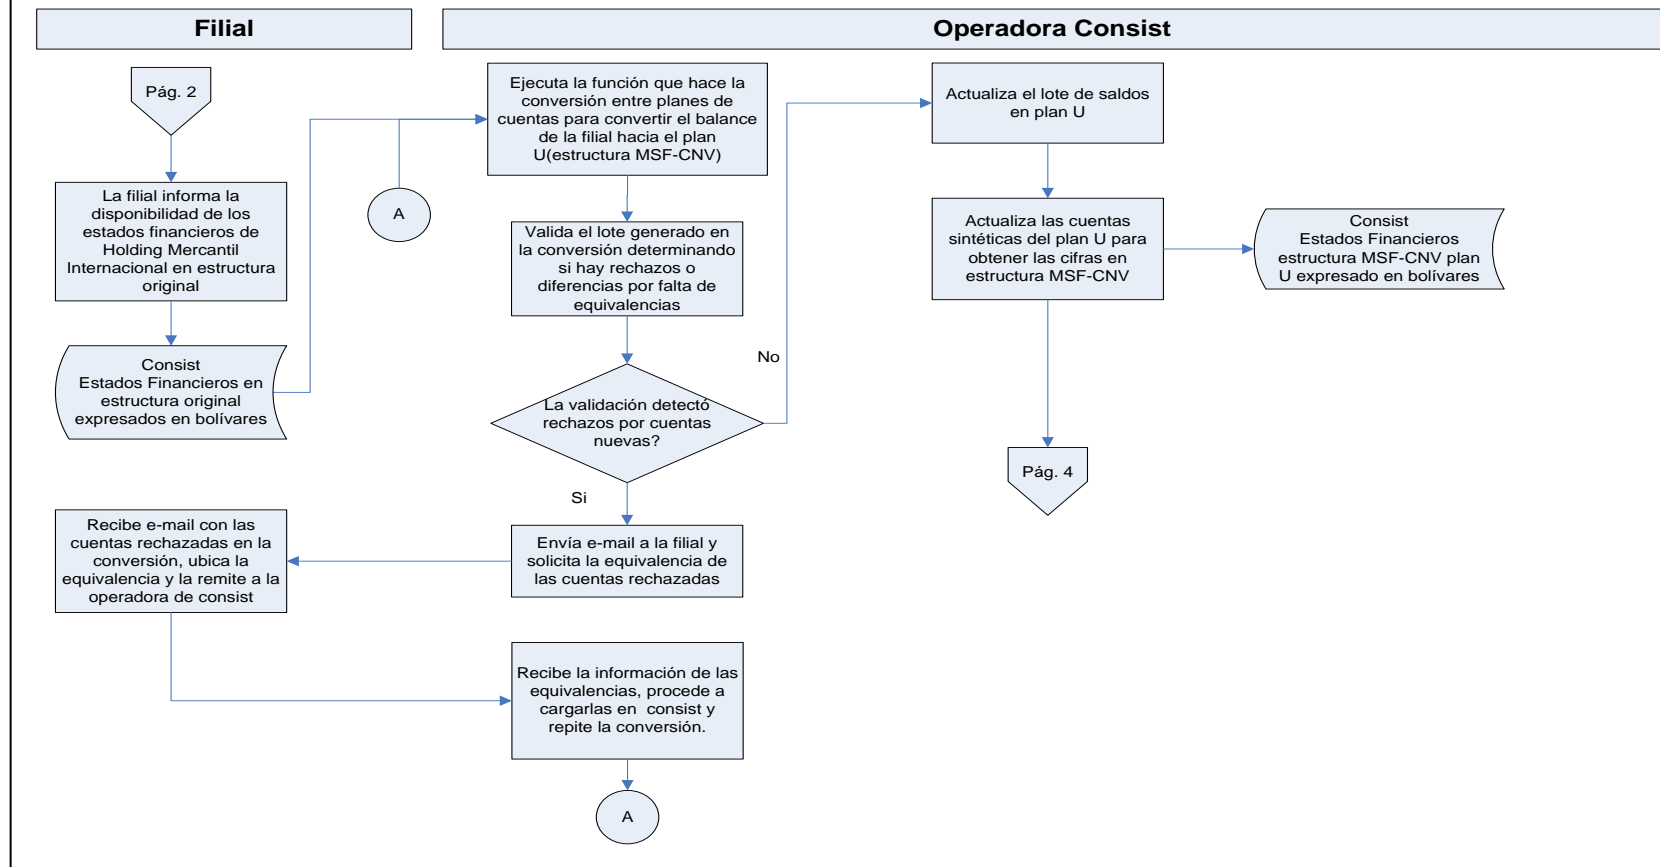 Filial
Operadora Consist
Pág. 2
La filial informa la
disponibilidad de los
estados financieros de
Holding Mercantil
Internacional en estructura
original
Consist
Estados Financieros en
estructura original
expresados en bolívares
A
Ejecuta la función que hace la
conversión entre planes de
cuentas para convertir el balance
de la filial hacia el plan
U(estructura MSF-CNV)
Valida el lote generado en
la conversión determinando
si hay rechazos o
diferencias por falta de
equivalencias
La validación detectó
rechazos por cuentas
nuevas?
No
Si
Envía e-mail a la filial y
solicita la equivalencia de
las cuentas rechazadas
Recibe e-mail con las
cuentas rechazadas en la
conversión, ubica la
equivalencia y la remite a la
operadora de consist
Recibe la información de las
equivalencias, procede a
cargarlas en  consist y
repite la conversión.
A
Actualiza el lote de saldos
en plan U
Actualiza las cuentas
sintéticas del plan U para
obtener las cifras en
estructura MSF-CNV
Consist
Estados Financieros
estructura MSF-CNV plan
U expresado en bolívares
Pág. 4